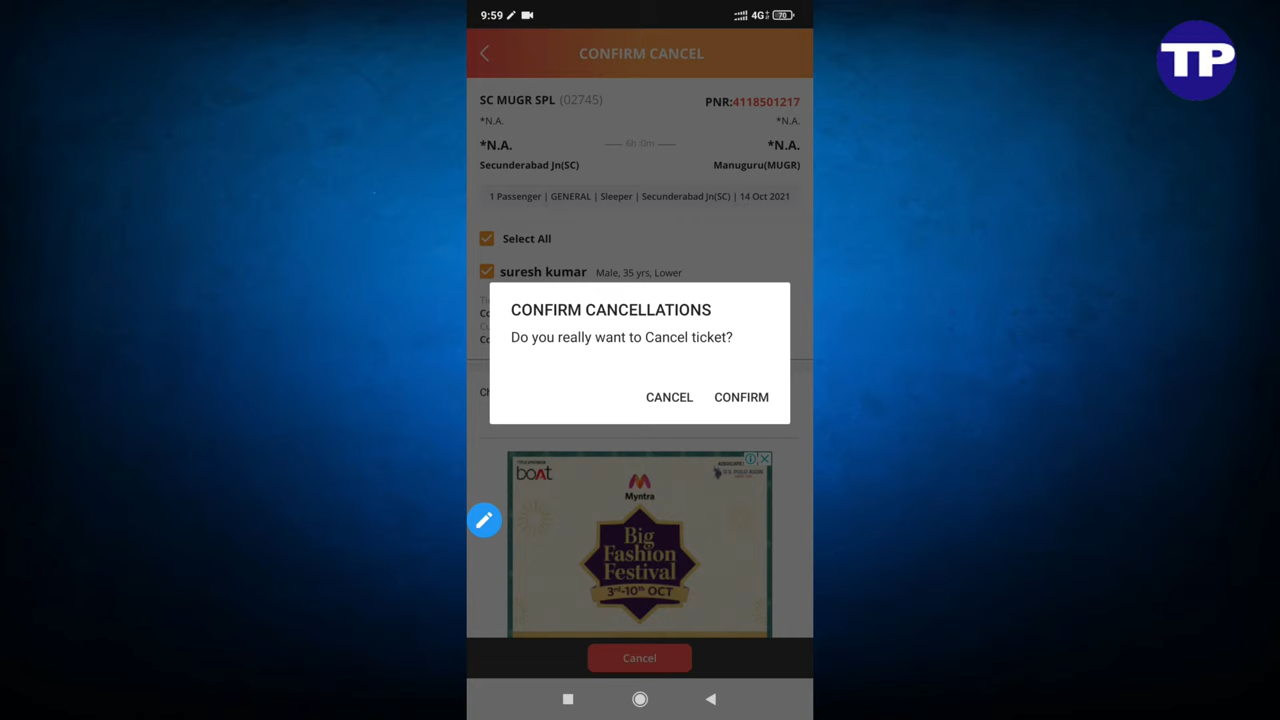 9:59 4G+ 70
TP
CONFIRM CANCEL
SC MUGR SPL (02745) PNR:4118501217
*N.A. *N.A.
*N.A. 6h :0m *N.A.
Secunderabad Jn(SC) Manuguru(MUGR)
1 Passenger | GENERAL | Sleeper | Secunderabad Jn(SC) | 14 Oct 2021
Select All
suresh kumar Male, 35 yrs, Lower
CONFIRM CANCELLATIONS
Do you really want to Cancel ticket?
CANCEL CONFIRM
boAt
Myntra
Big
Fashion
Festival
3rd-10th OCT
Cancel